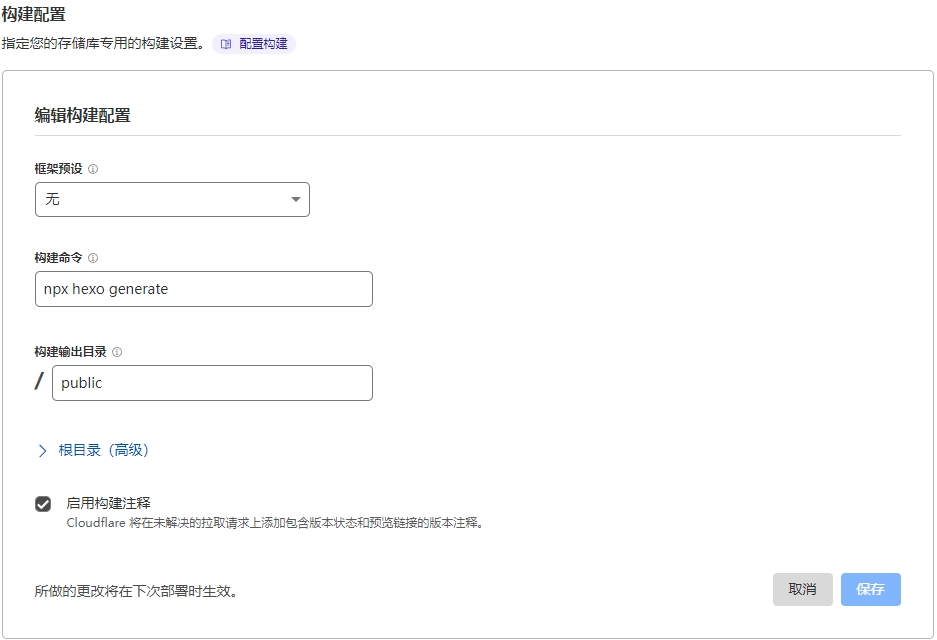 构建配置
指定您的存储库专用的构建设置。 配置构建
编辑构建配置
框架预设
无
构建命令
npx hexo generate
构建输出目录
/ public
根目录（高级）
启用构建注释
Cloudflare 将在未解决的拉取请求上添加包含版本状态和预览链接的版本注释。
所做的更改将在下次部署时生效。 取消 保存